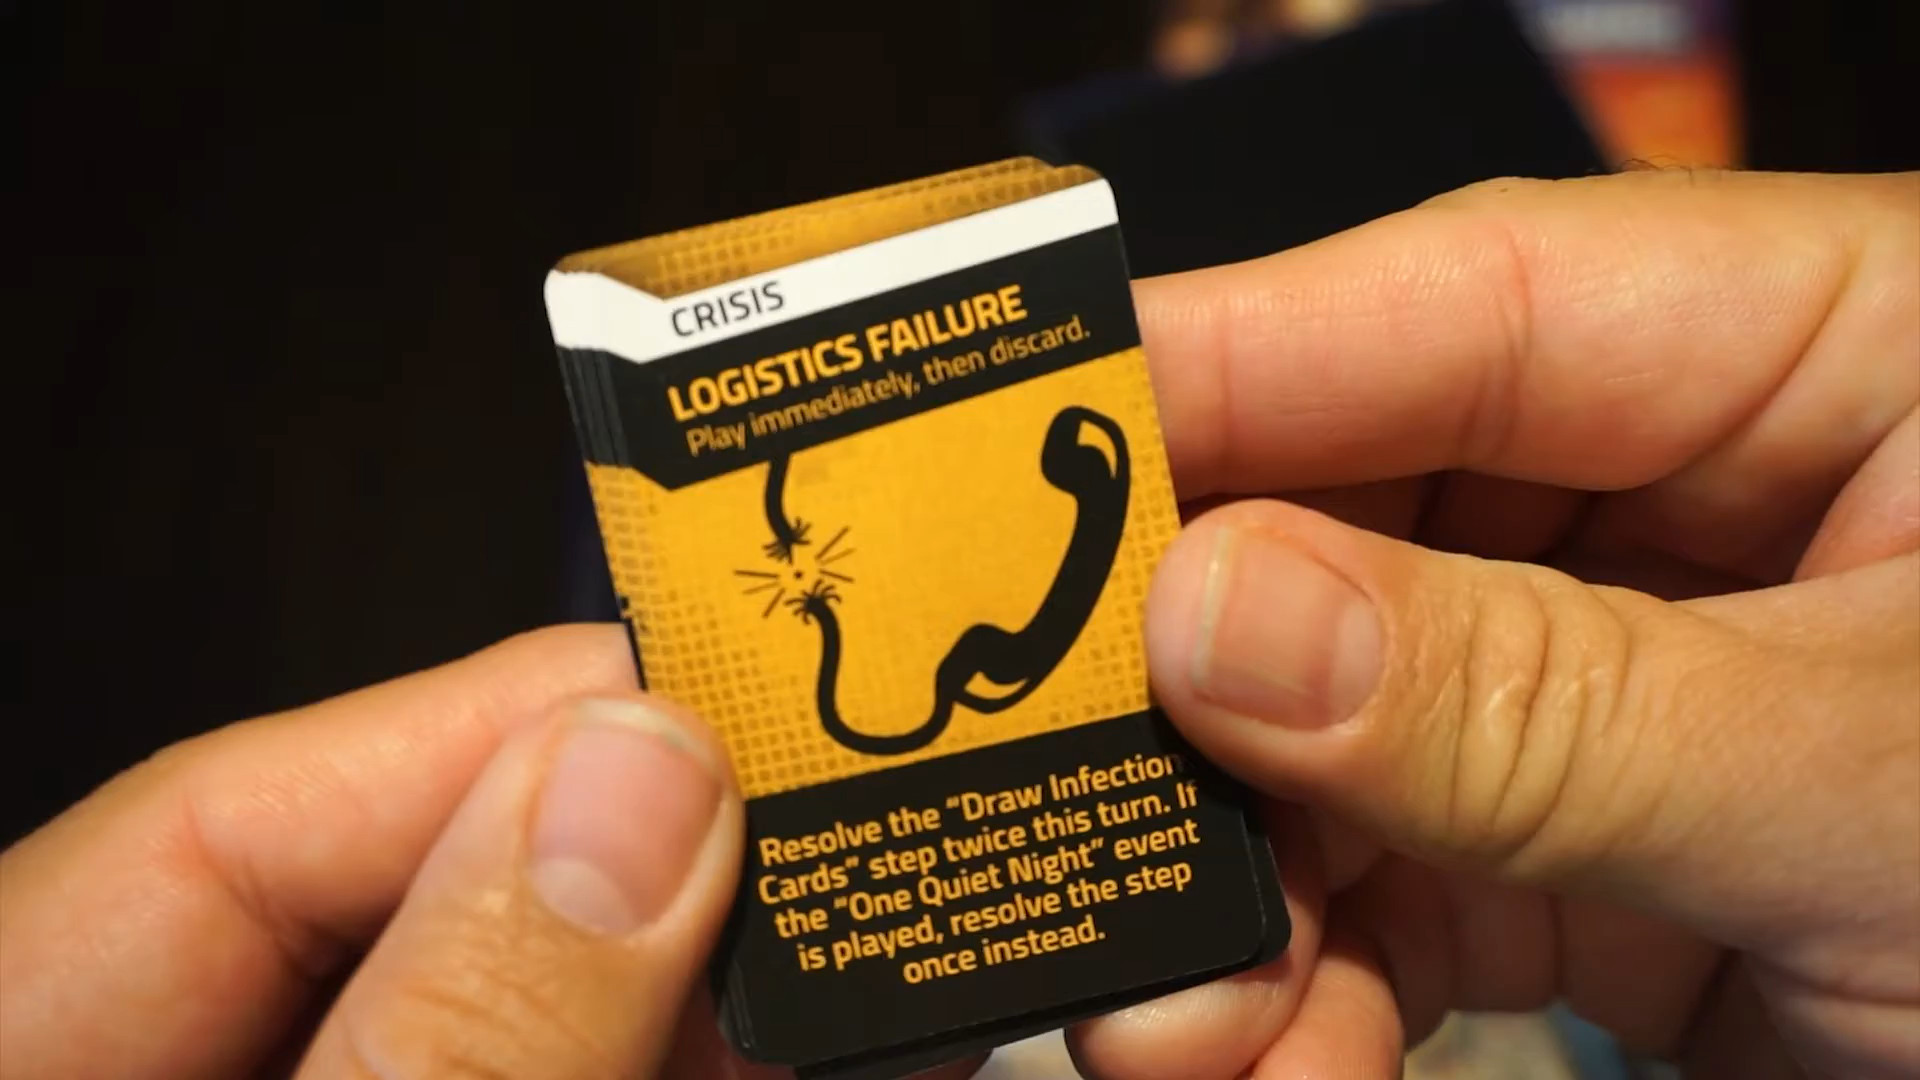 CRISIS
LOGISTICS FAILURE
Play immediately, then discard.
Resolve the “Draw Infection
Cards” step twice this turn. If
the “One Quiet Night” event
is played, resolve the step
once instead.